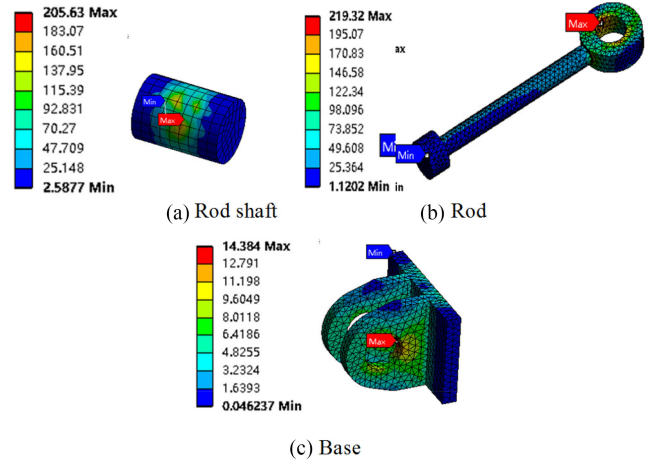 205.63 Max
183.07
160.51
137.95
115.39
92.831
70.27
47.709
25.148
2.5877 Min
Min
Max
(a) Rod shaft
219.32 Max
195.07
170.83
146.58
122.34
98.096
73.852
49.608
25.364
1.1202 Min
ax
in
Max
Mi
Min
(b) Rod
14.384 Max
12.791
11.198
9.6049
8.0118
6.4186
4.8255
3.2324
1.6393
0.046237 Min
Min
Max
(c) Base